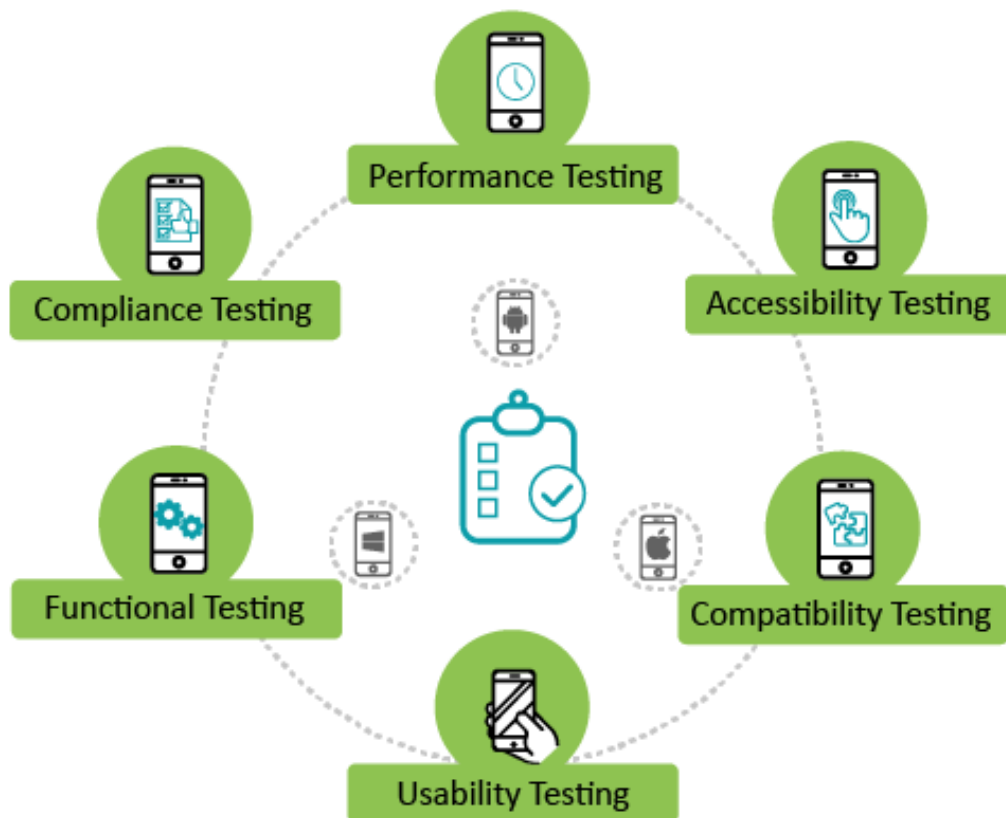 Performance Testing
Compliance Testing
Accessibility Testing
Functional Testing
Compatibility Testing
Usability Testing